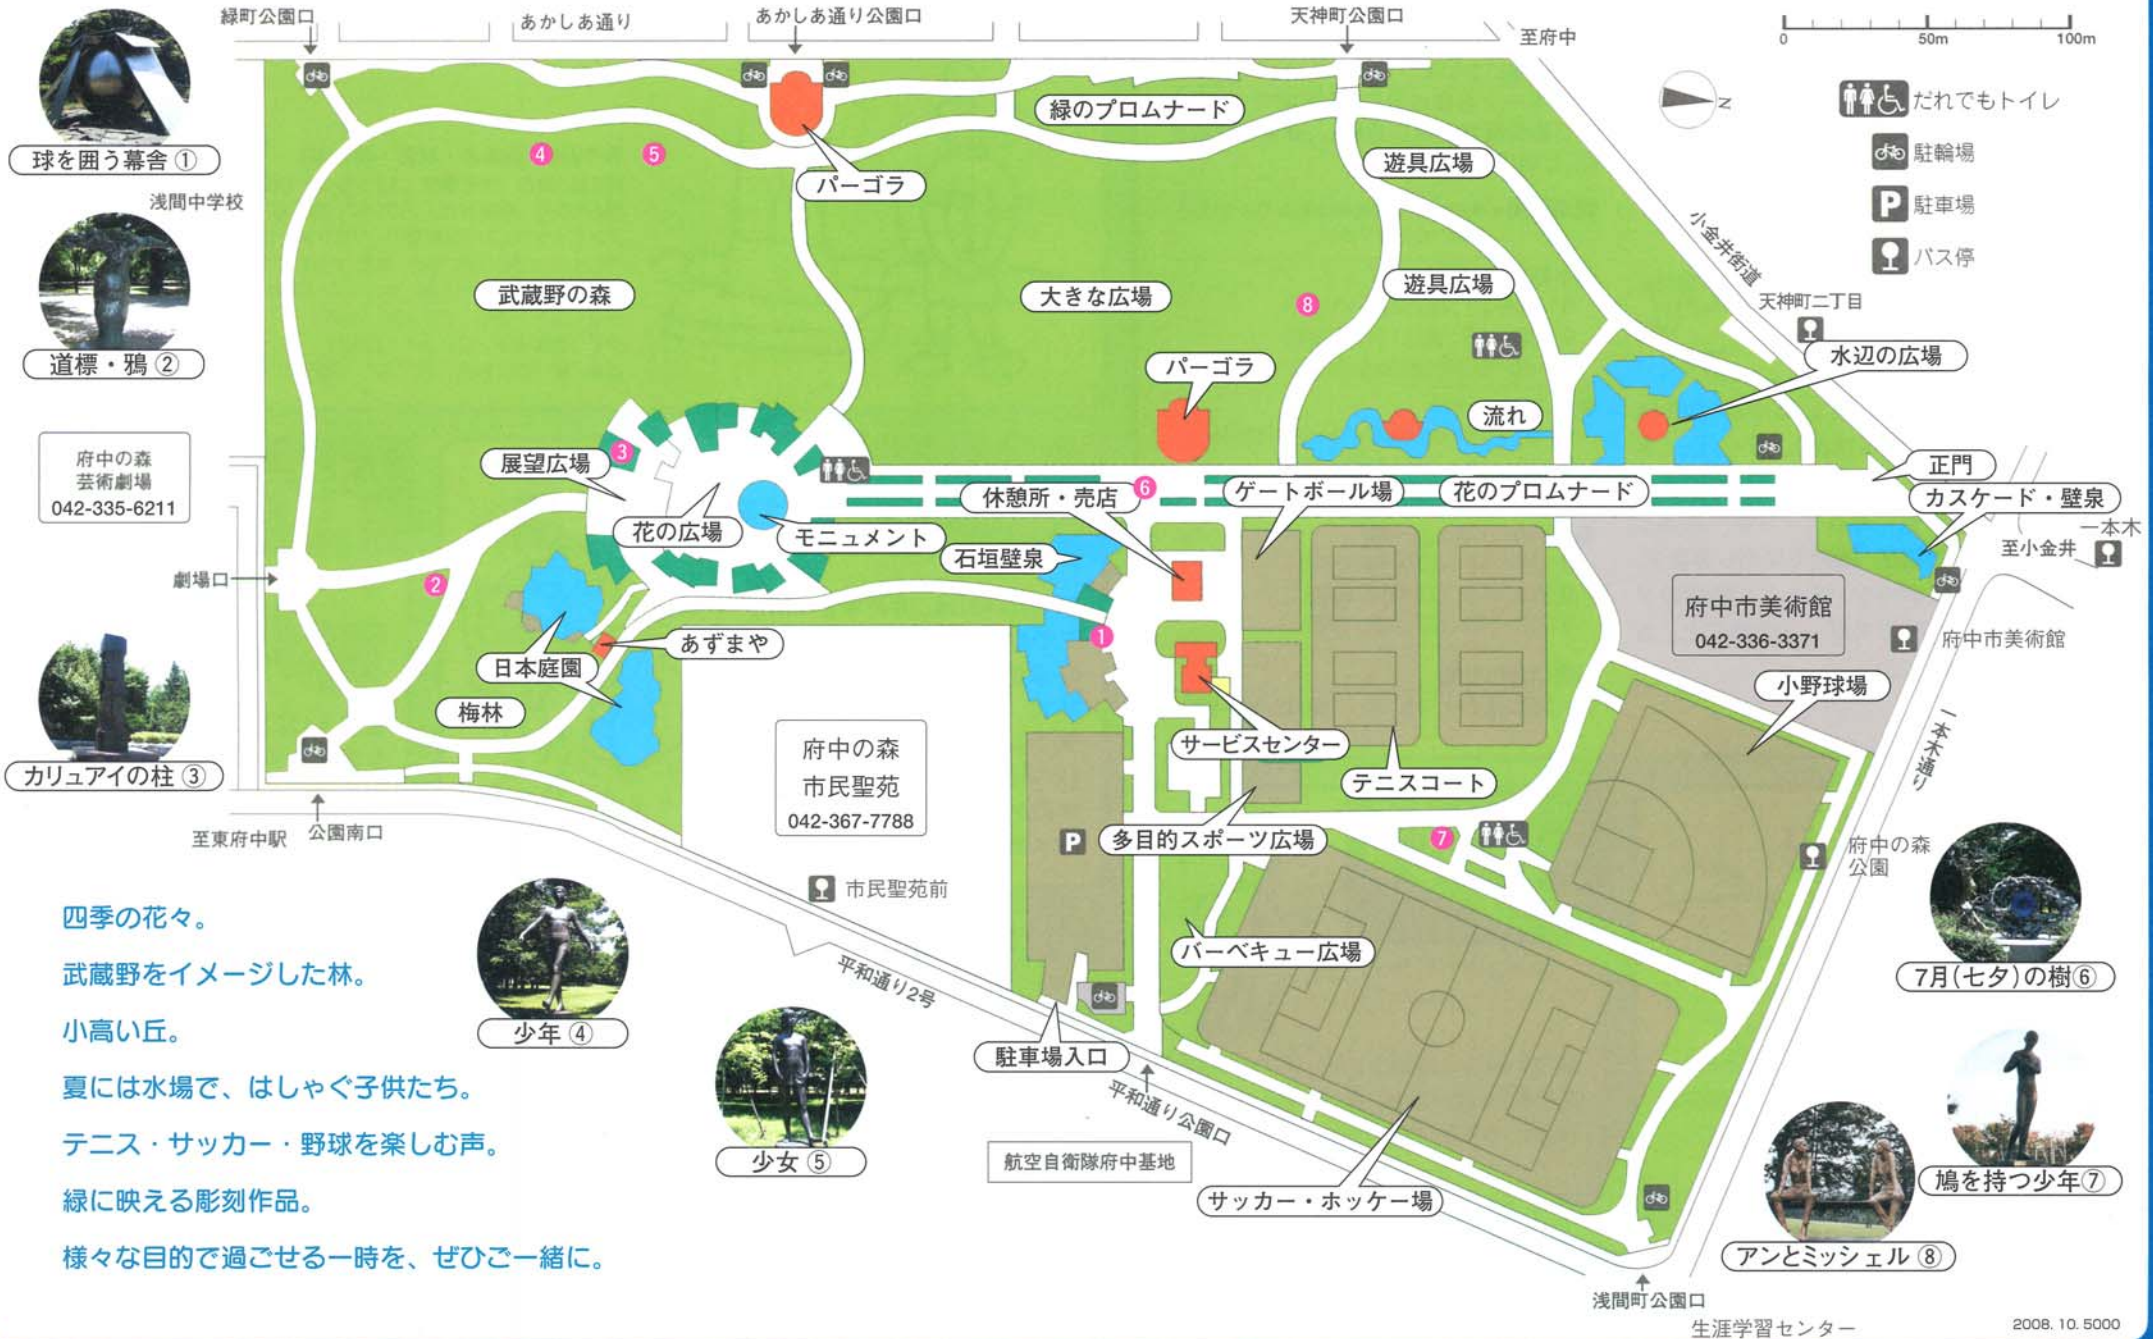 緑町公園口
あかしあ通り
あかしあ通り公園口
天神町公園口
至府中
0
50m
100m
N
だれでもトイレ
駐輪場
P
駐車場
バス停
球を囲う幕舎 ①
浅間中学校
道標・鴉 ②
府中の森
芸術劇場
042-335-6211
劇場口
カリュアイの柱 ③
至東府中駅
公園南口
緑のプロムナード
パーゴラ
4
5
遊具広場
小金井街道
武蔵野の森
大きな広場
8
遊具広場
天神町二丁目
水辺の広場
パーゴラ
流れ
展望広場
3
花の広場
モニュメント
休憩所・売店
6
ゲートボール場
花のプロムナード
正門
カスケード・壁泉
一本木
至小金井
石垣壁泉
2
日本庭園
あずまや
梅林
1
府中市美術館
042-336-3371
府中市美術館
小野球場
一本木通り
府中の森
市民聖苑
042-367-7788
サービスセンター
テニスコート
多目的スポーツ広場
P
7
府中の森
公園
市民聖苑前
平和通り2号
バーベキュー広場
駐車場入口
平和通り公園口
航空自衛隊府中基地
サッカー・ホッケー場
浅間町公園口
生涯学習センター
四季の花々。
武蔵野をイメージした林。
小高い丘。
夏には水場で、はしゃぐ子供たち。
テニス・サッカー・野球を楽しむ声。
緑に映える彫刻作品。
様々な目的で過ごせる一時を、ぜひご一緒に。
少年 ④
少女 ⑤
7月(七夕)の樹⑥
鳩を持つ少年⑦
アンとミッシェル ⑧
2008. 10. 5000